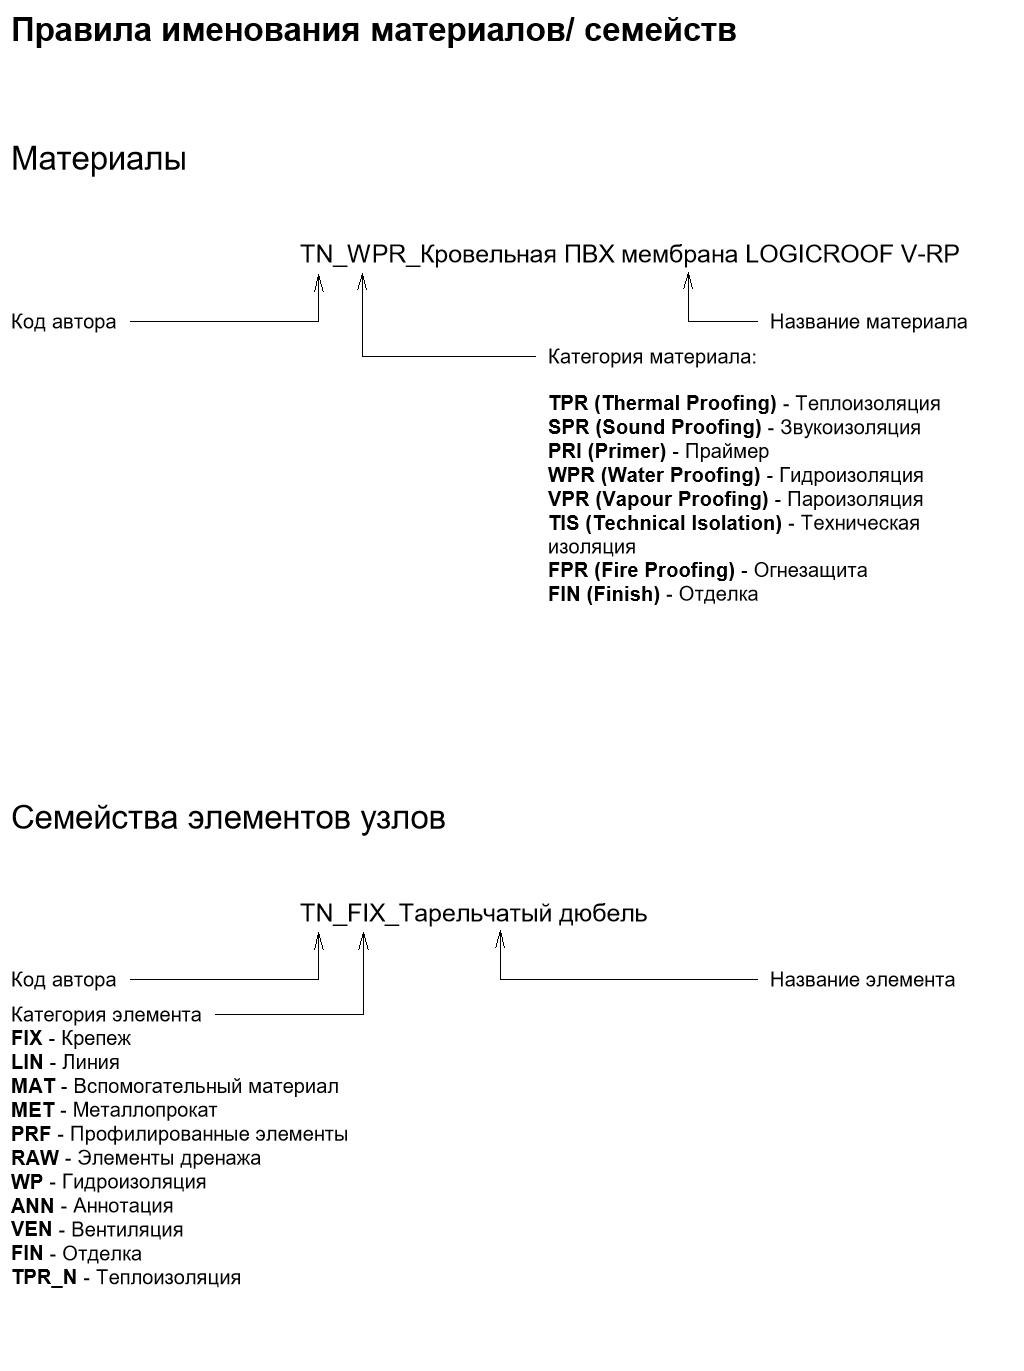 Правила именования материалов/ семейств
Материалы
TN_WPR_Кровельная ПВХ мембрана LOGICROOF V-RP
Код автора
Название материала
Категория материала:
TPR (Thermal Proofing) - Теплоизоляция
SPR (Sound Proofing) - Звукоизоляция
PRI (Primer) - Праймер
WPR (Water Proofing) - Гидроизоляция
VPR (Vapour Proofing) - Пароизоляция
TIS (Technical Isolation) - Техническая
изоляция
FPR (Fire Proofing) - Огнезащита
FIN (Finish) - Отделка
Семейства элементов узлов
TN_FIX_Тарельчатый дюбель
Код автора
Название элемента
Категория элемента
FIX - Крепеж
LIN - Линия
MAT - Вспомогательный материал
MET - Металлопрокат
PRF - Профилированные элементы
RAW - Элементы дренажа
WP - Гидроизоляция
ANN - Аннотация
VEN - Вентиляция
FIN - Отделка
TPR_N - Теплоизоляция